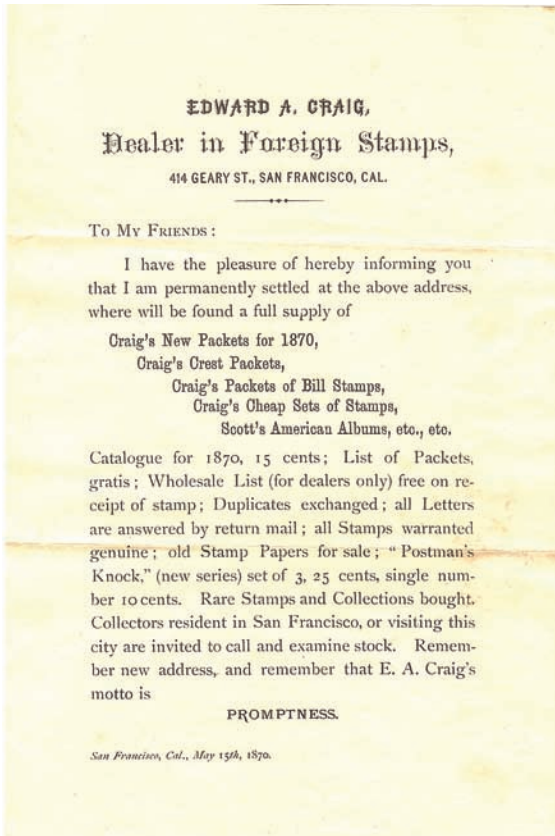 EDWARD A. CRAIG,
Dealer in Foreign Stamps,
414 GEARY ST., SAN FRANCISCO, CAL.
TO MY FRIENDS:
I have the pleasure of hereby informing you
that I am permanently settled at the above address,
where will be found a full supply of
Craig's New Packets for 1870,
Craig's Crest Packets,
Craig's Packets of Bill Stamps,
Craig's Cheap Sets of Stamps,
Scott's American Albums, etc., etc.
Catalogue for 1870, 15 cents; List of Packets,
gratis; Wholesale List (for dealers only) free on re-
ceipt of stamp; Duplicates exchanged; all Letters
are answered by return mail; all Stamps warranted
genuine; old Stamp Papers for sale; "Postman's
Knock," (new series) set of 3, 25 cents, single num-
ber 10 cents. Rare Stamps and Collections bought.
Collectors resident in San Francisco, or visiting this
city are invited to call and examine stock. Remem-
ber new address, and remember that E. A. Craig's
motto is
PROMPTNESS.
San Francisco, Cal., May 15th, 1870.